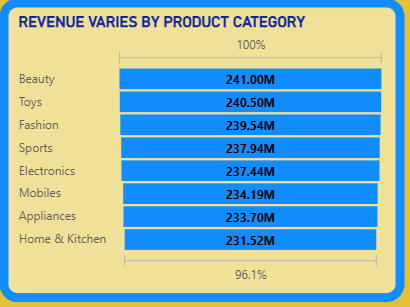 REVENUE VARIES BY PRODUCT CATEGORY
100%
Beauty 241.00M
Toys 240.50M
Fashion 239.54M
Sports 237.94M
Electronics 237.44M
Mobiles 234.19M
Appliances 233.70M
Home & Kitchen 231.52M
96.1%